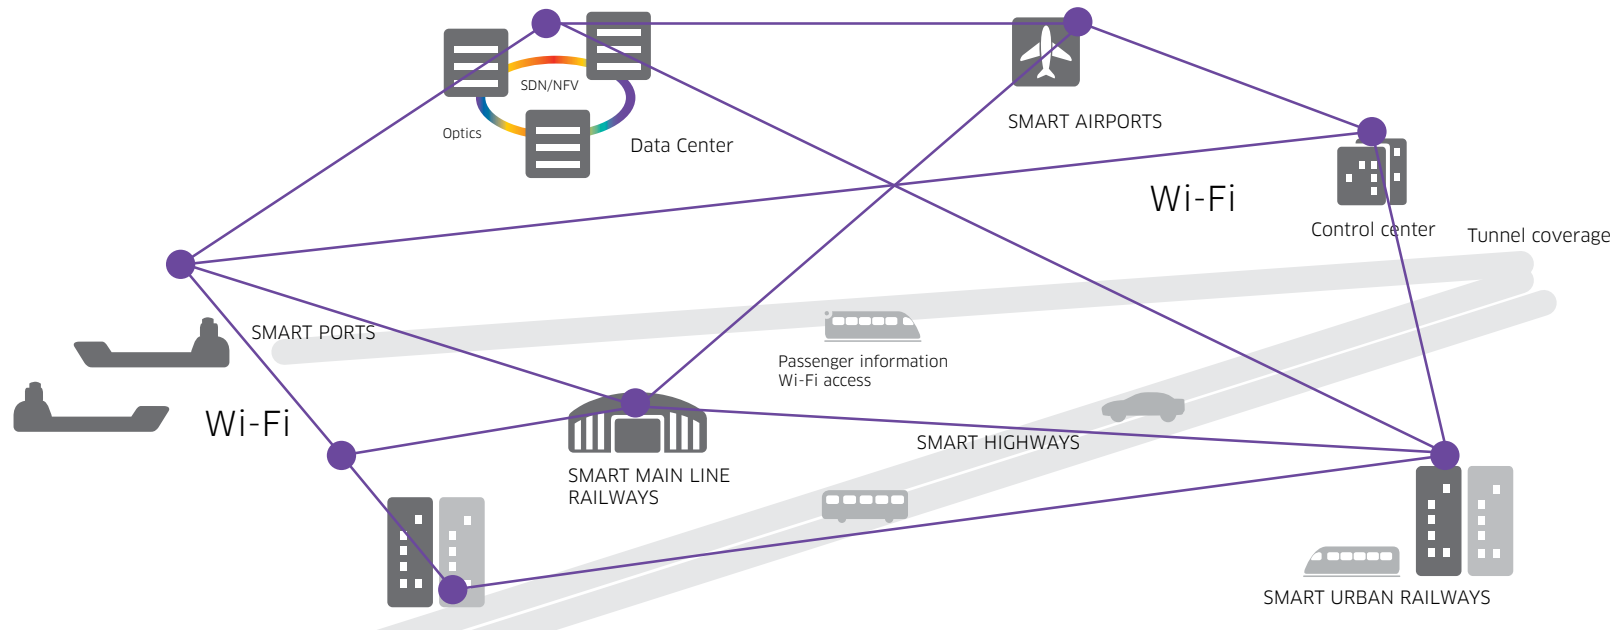 SDN/NFV
Optics
Data Center
SMART AIRPORTS
Wi-Fi
Control center
Tunnel coverage
SMART PORTS
Passenger information
Wi-Fi access
Wi-Fi
SMART HIGHWAYS
SMART MAIN LINE
RAILWAYS
SMART URBAN RAILWAYS